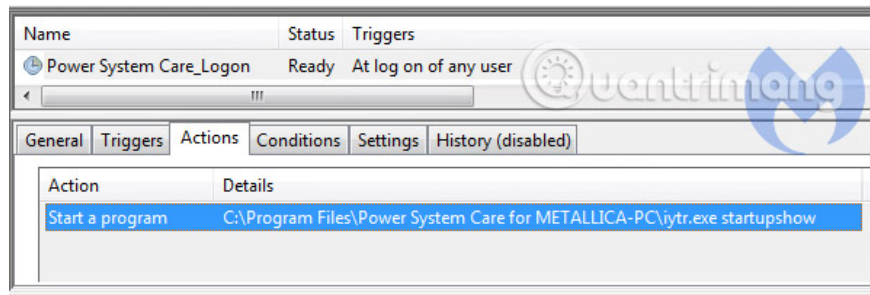 Name Status Triggers
Power System Care_Logon Ready At log on of any user
Quantrimang
General Triggers Actions Conditions Settings History (disabled)
Action Details
Start a program C:\Program Files\Power System Care for METALLICA-PC\iytr.exe startupshow